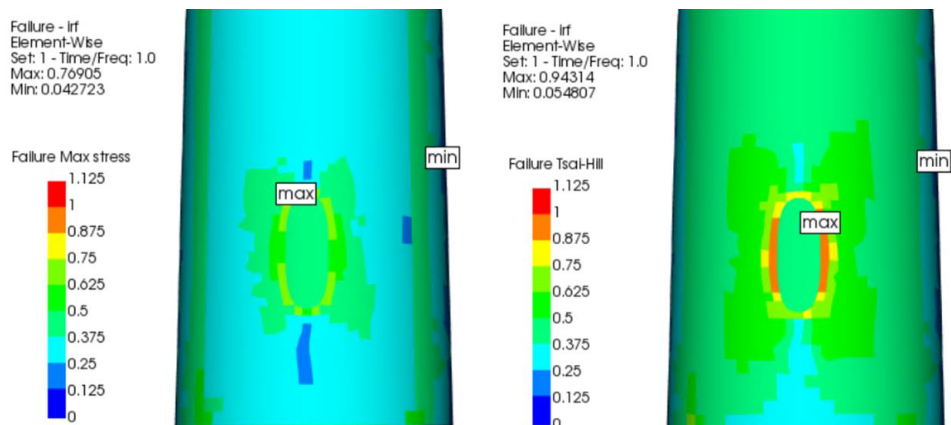 Failure - irf
Element-Wise
Set: 1 - Time/Freq: 1.0
Max: 0.76905
Min: 0.042723
Failure Max stress
1.125
1
0.875
0.75
0.625
0.5
0.375
0.25
0.125
0
max
min
Failure - irf
Element-Wise
Set: 1 - Time/Freq: 1.0
Max: 0.94314
Min: 0.054807
Failure Tsai-Hill
1.125
1
0.875
0.75
0.625
0.5
0.375
0.25
0.125
0
max
min